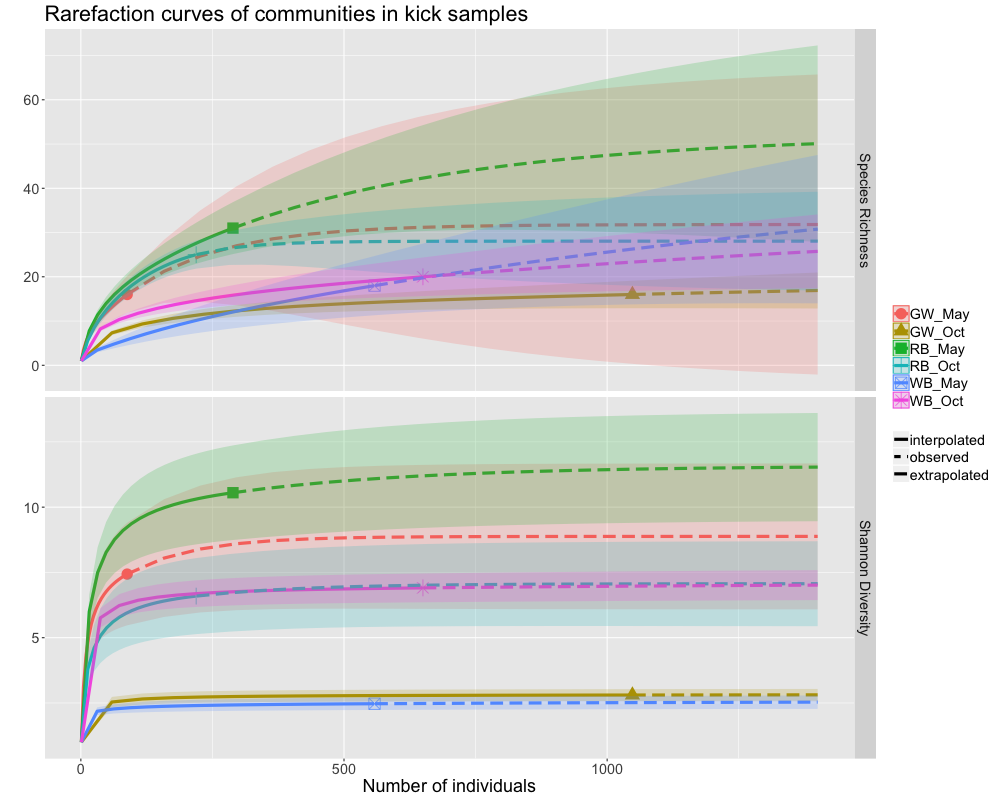 Rarefaction curves of communities in kick samples
60
40
20
0
Species Richness
10
5
Shannon Diversity
0
500
1000
Number of individuals
GW_May
GW_Oct
RB_May
RB_Oct
WB_May
WB_Oct
interpolated
observed
extrapolated